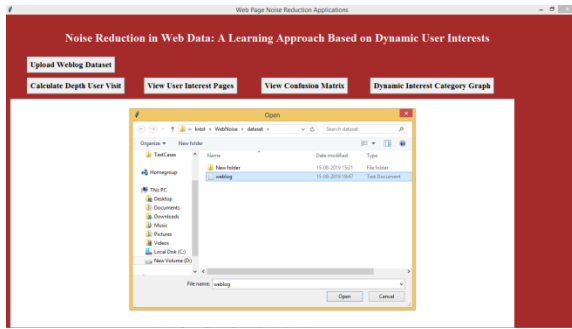 Web Page Noise Reduction Applications
Noise Reduction in Web Data: A Learning Approach Based on Dynamic User Interests
Upload Weblog Dataset
Calculate Depth User Visit
View User Interest Pages
View Confusion Matrix
Dynamic Interest Category Graph
Open
« knost » WebNoise » dataset »
Search dataset
Organize
New folder
TestCases
Homegroup
This PC
Desktop
Documents
Downloads
Music
Pictures
Videos
Local Disk (C:)
New Volume (D:)
Name
Date modified
Type
New folder
15-08-2019 15:21
File folder
weblog
15-08-2019 18:47
Text Document
File name:
weblog
Open
Cancel